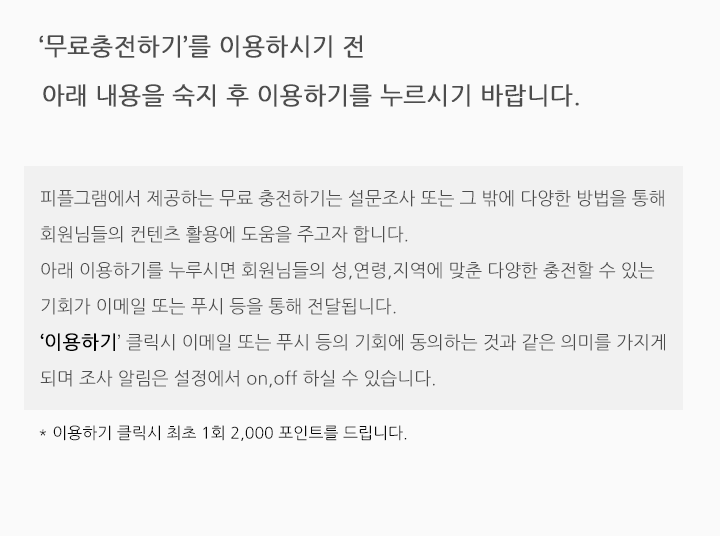 ‘무료충전하기’를 이용하시기 전
아래 내용을 숙지 후 이용하기를 누르시기 바랍니다.
피플그램에서 제공하는 무료 충전하기는 설문조사 또는 그 밖에 다양한 방법을 통해
회원님들의 컨텐츠 활용에 도움을 주고자 합니다.
아래 이용하기를 누루시면 회원님들의 성,연령,지역에 맞춘 다양한 충전할 수 있는
기회가 이메일 또는 푸시 등을 통해 전달됩니다.
‘이용하기’ 클릭시 이메일 또는 푸시 등의 기회에 동의하는 것과 같은 의미를 가지게
되며 조사 알림은 설정에서 on,off 하실 수 있습니다.
* 이용하기 클릭시 최초 1회 2,000 포인트를 드립니다.